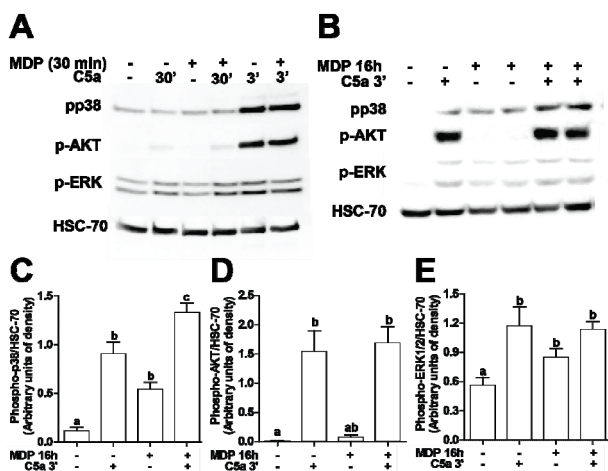 A
MDP (30 min) - - + + - +
C5a - 30' - 30' 3' 3'
pp38
p-AKT
p-ERK
HSC-70
B
MDP 16h - - + + + +
C5a 3' - + - - + +
pp38
p-AKT
p-ERK
HSC-70
C
Phospho-p38/HSC-70
(Arbitrary units of density)
1.5
1.0
0.5
0.0
a
b
b
c
MDP 16h - - + +
C5a 3' - + - +
D
Phospho-AKT/HSC-70
(Arbitrary units of density)
2.5
2.0
1.5
1.0
0.5
0.0
a
b
ab
b
MDP 16h - - + +
C5a 3' - + - +
E
Phospho-ERK1/2/HSC-70
(Arbitrary units of density)
1.5
1.2
0.9
0.6
0.3
0.0
a
b
b
b
MDP 16h - - + +
C5a 3' - + - +